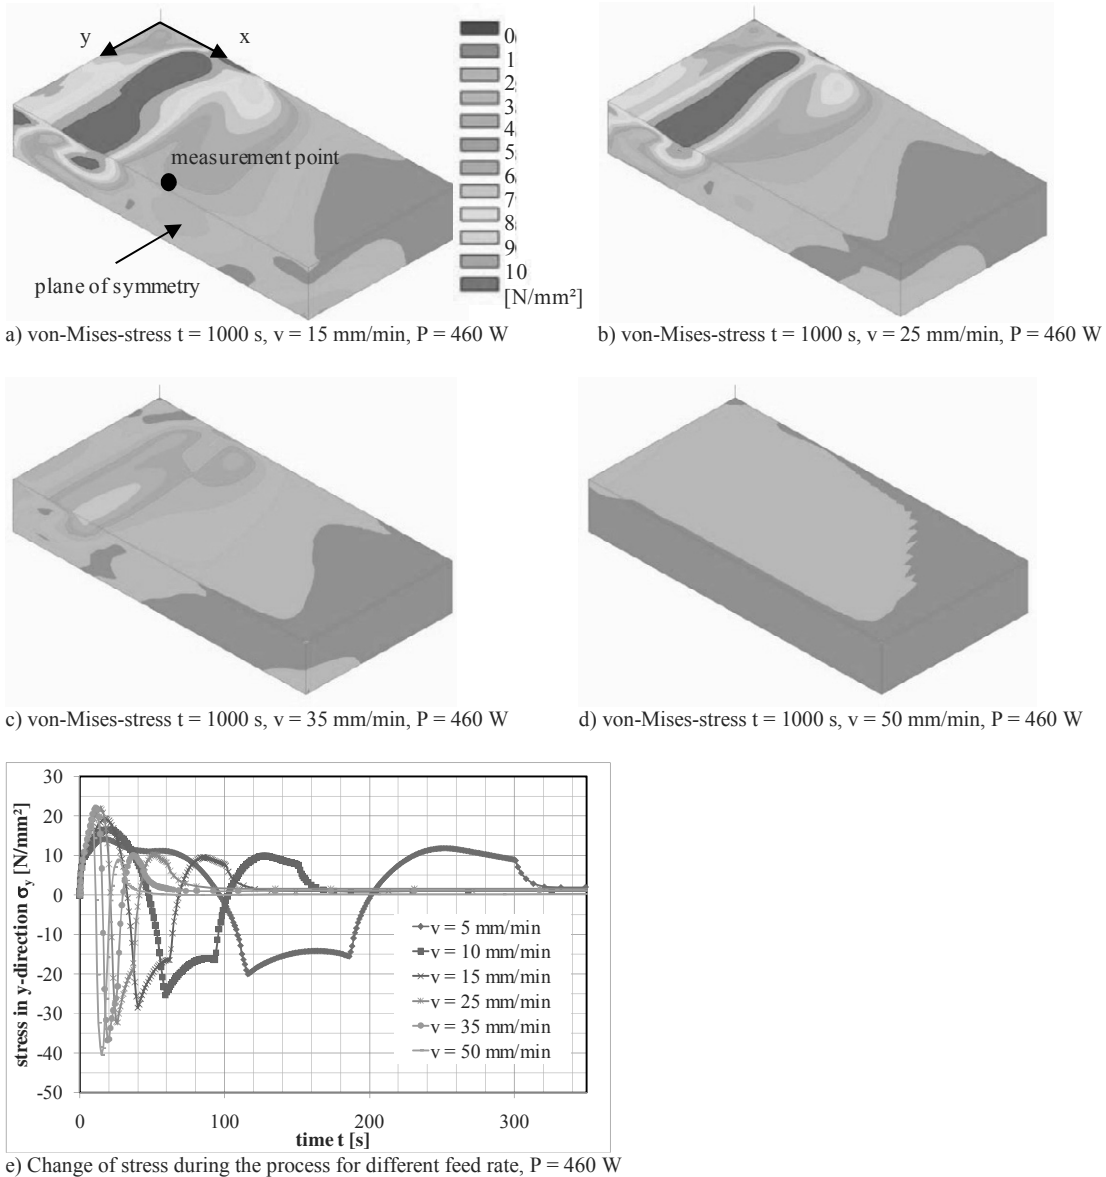 y
x
0
1
2
3
4
5
6
7
8
9
10
[N/mm²]
measurement point
plane of symmetry
a) von-Mises-stress t = 1000 s, v = 15 mm/min, P = 460 W
b) von-Mises-stress t = 1000 s, v = 25 mm/min, P = 460 W
c) von-Mises-stress t = 1000 s, v = 35 mm/min, P = 460 W
d) von-Mises-stress t = 1000 s, v = 50 mm/min, P = 460 W
stress in y-direction σy [N/mm²]
30
20
10
0
-10
-20
-30
-40
-50
v = 5 mm/min
v = 10 mm/min
v = 15 mm/min
v = 25 mm/min
v = 35 mm/min
v = 50 mm/min
0
100
200
300
time t [s]
e) Change of stress during the process for different feed rate, P = 460 W